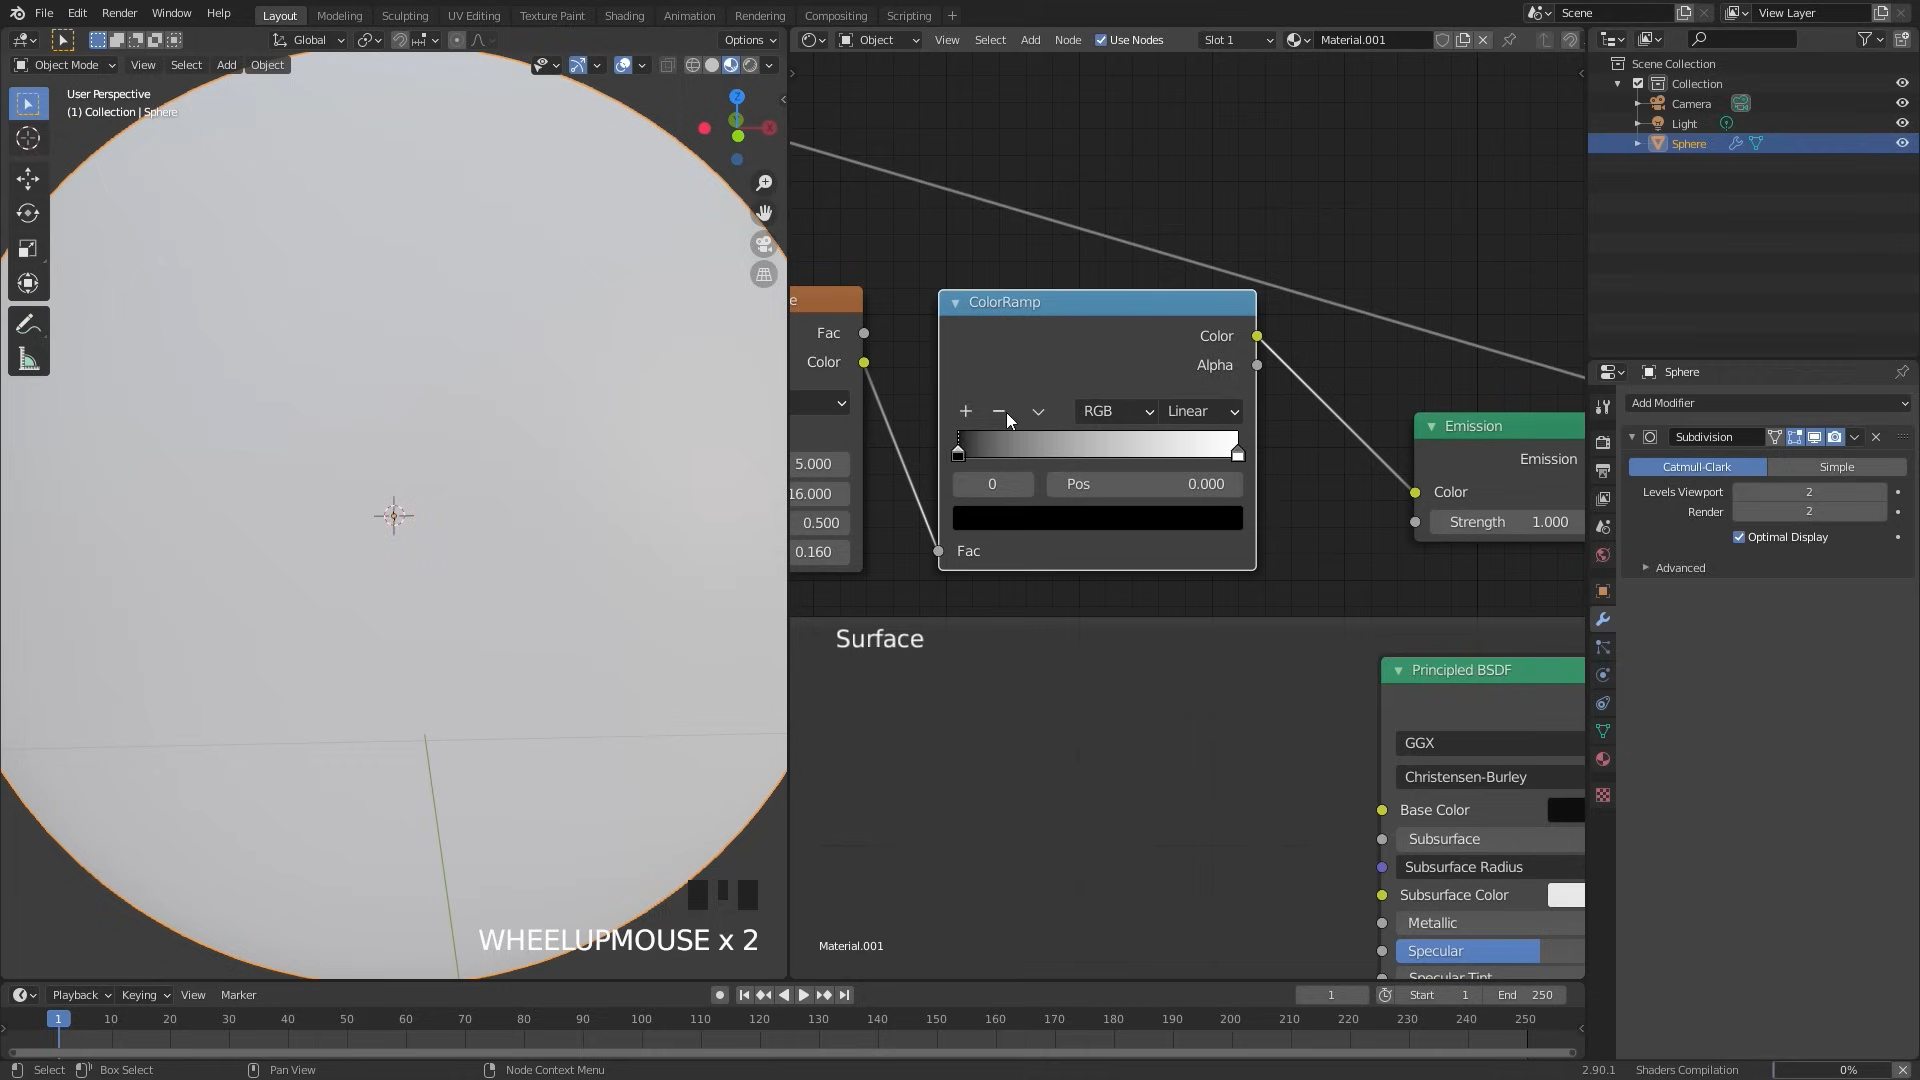 File Edit Render Window Help
Layout Modeling Sculpting UV Editing Texture Paint Shading Animation Rendering Compositing Scripting +
Scene
View Layer
Global
Options
Object
View Select Add Node
Use Nodes
Slot 1
Material.001
Object Mode
View Select Add Object
User Perspective
(1) Collection | Sphere
Z
X
Scene Collection
Collection
Camera
Light
Sphere
e
Fac
Color
5.000
16.000
0.500
0.160
ColorRamp
Color
Alpha
RGB
Linear
0
Pos 0.000
Fac
Emission
Emission
Color
Strength 1.000
Surface
Principled BSDF
GGX
Christensen-Burley
Base Color
Subsurface
Subsurface Radius
Subsurface Color
Metallic
Specular
Specular Tint
Material.001
WHEELUPMOUSE x 2
Sphere
Add Modifier
Subdivision
Catmull-Clark
Simple
Levels Viewport 2
Render 2
Optimal Display
Advanced
Playback Keying View Marker
1
Start 1
End 250
1 10 20 30 40 50 60 70 80 90 100 110 120 130 140 150 160 170 180 190 200 210 220 230 240 250
Select
Box Select
Pan View
Node Context Menu
2.90.1
Shaders Compilation
0%